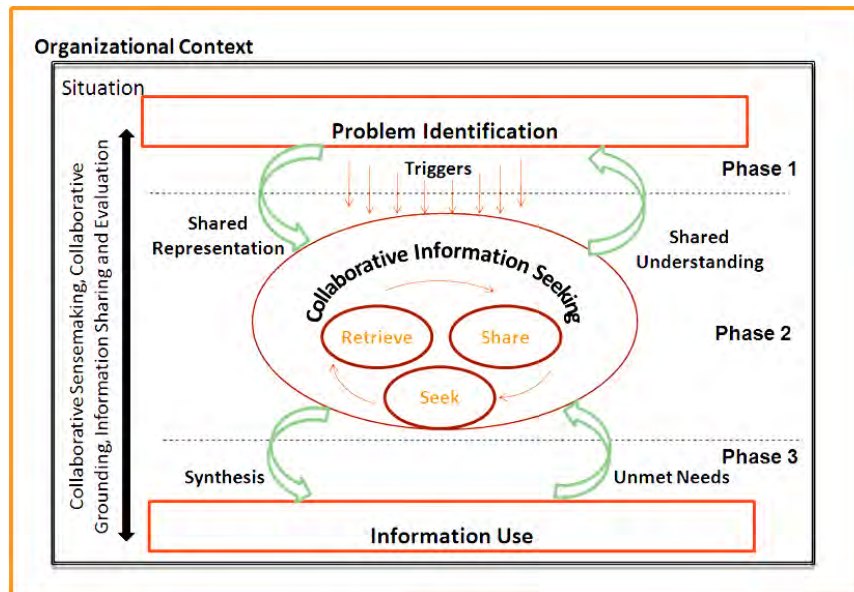 Organizational Context
Situation
Problem Identification
Triggers
Phase 1
Shared
Representation
Shared
Understanding
Collaborative Information Seeking
Retrieve
Share
Seek
Phase 2
Phase 3
Synthesis
Unmet Needs
Information Use
Collaborative Sensemaking, Collaborative
Grounding, Information Sharing and Evaluation